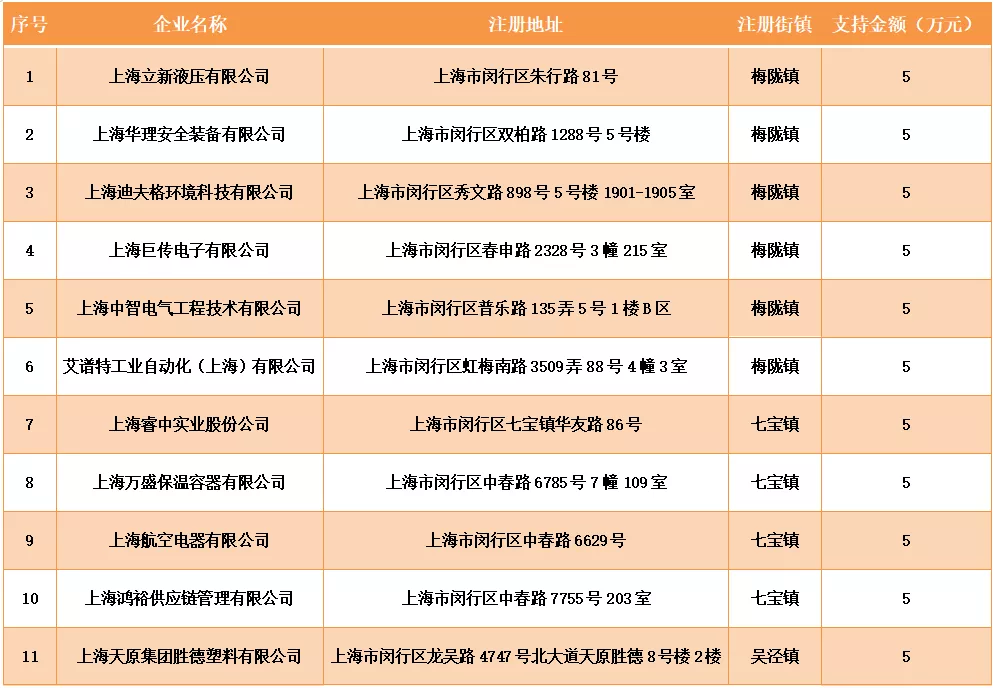 序号 企业名称 注册地址 注册街镇 支持金额（万元）
1 上海立新液压有限公司 上海市闵行区朱行路81号 梅陇镇 5
2 上海华理安全装备有限公司 上海市闵行区双柏路1288号5号楼 梅陇镇 5
3 上海迪夫格环境科技有限公司 上海市闵行区秀文路898号5号楼1901-1905室 梅陇镇 5
4 上海巨传电子有限公司 上海市闵行区春申路2328号3幢215室 梅陇镇 5
5 上海中智电气工程技术有限公司 上海市闵行区普乐路135弄5号1楼B区 梅陇镇 5
6 艾谱特工业自动化（上海）有限公司 上海市闵行区虹梅南路3509弄88号4幢3室 梅陇镇 5
7 上海睿中实业股份公司 上海市闵行区七宝镇华友路86号 七宝镇 5
8 上海万盛保温容器有限公司 上海市闵行区中春路6785号7幢109室 七宝镇 5
9 上海航空电器有限公司 上海市闵行区中春路6629号 七宝镇 5
10 上海鸿裕供应链管理有限公司 上海市闵行区中春路7755号203室 七宝镇 5
11 上海天原集团胜德塑料有限公司 上海市闵行区龙吴路4747号北大道天原胜德8号楼2楼 吴泾镇 5